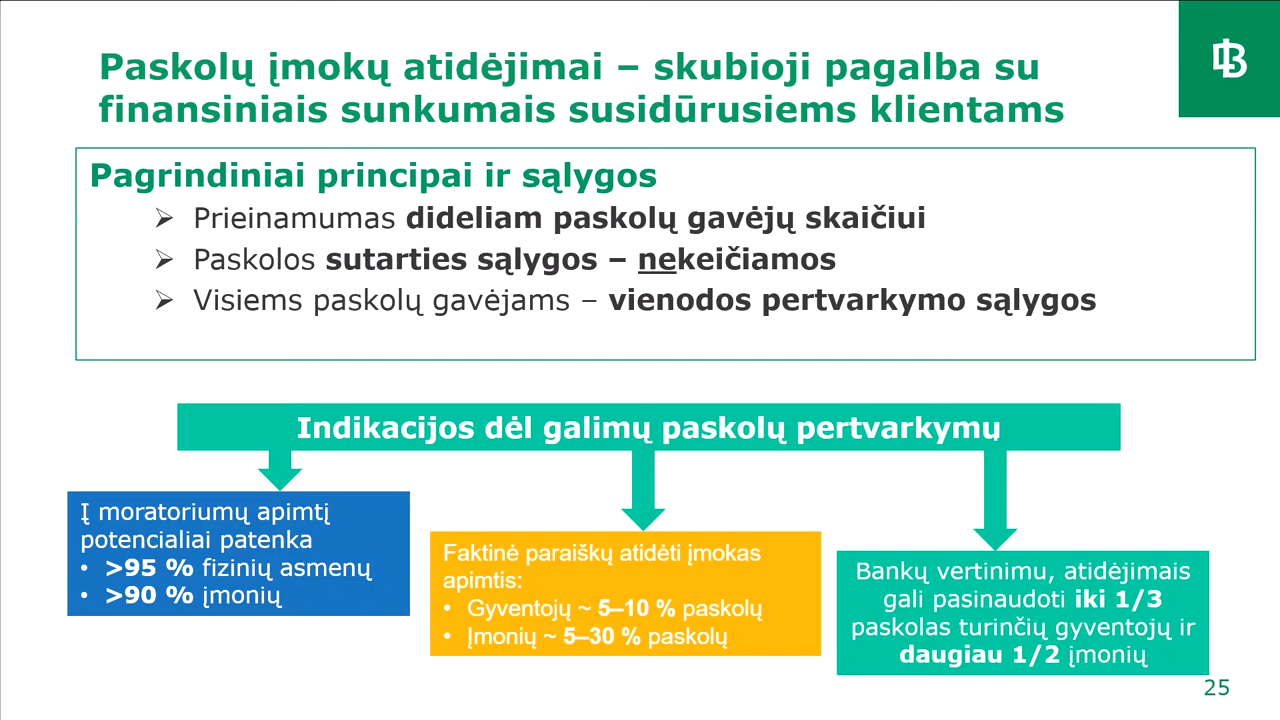 Paskolų įmokų atidėjimai – skubioji pagalba su
finansiniais sunkumais susidūrusiems klientams
Pagrindiniai principai ir sąlygos
➢ Prieinamumas dideliam paskolų gavėjų skaičiui
➢ Paskolos sutarties sąlygos – nekeičiamos
➢ Visiems paskolų gavėjams – vienodos pertvarkymo sąlygos
Indikacijos dėl galimų paskolų pertvarkymų
Į moratoriumų apimtį
potencialiai patenka
• >95 % fizinių asmenų
• >90 % įmonių
Faktinė paraiškų atidėti įmokas
apimtis:
• Gyventojų ~ 5–10 % paskolų
• Įmonių ~ 5–30 % paskolų
Bankų vertinimu, atidėjimais
gali pasinaudoti iki 1/3
paskolas turinčių gyventojų ir
daugiau 1/2 įmonių
25